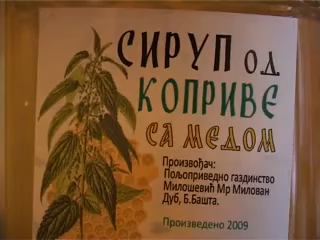 СИРУП ОД
КОПРИВЕ
СА МЕДОМ
Произвођач:
Пољопривредно газдинство
Милошевић Мр Милован
Дуб, Б.Башта.
Произведено 2009